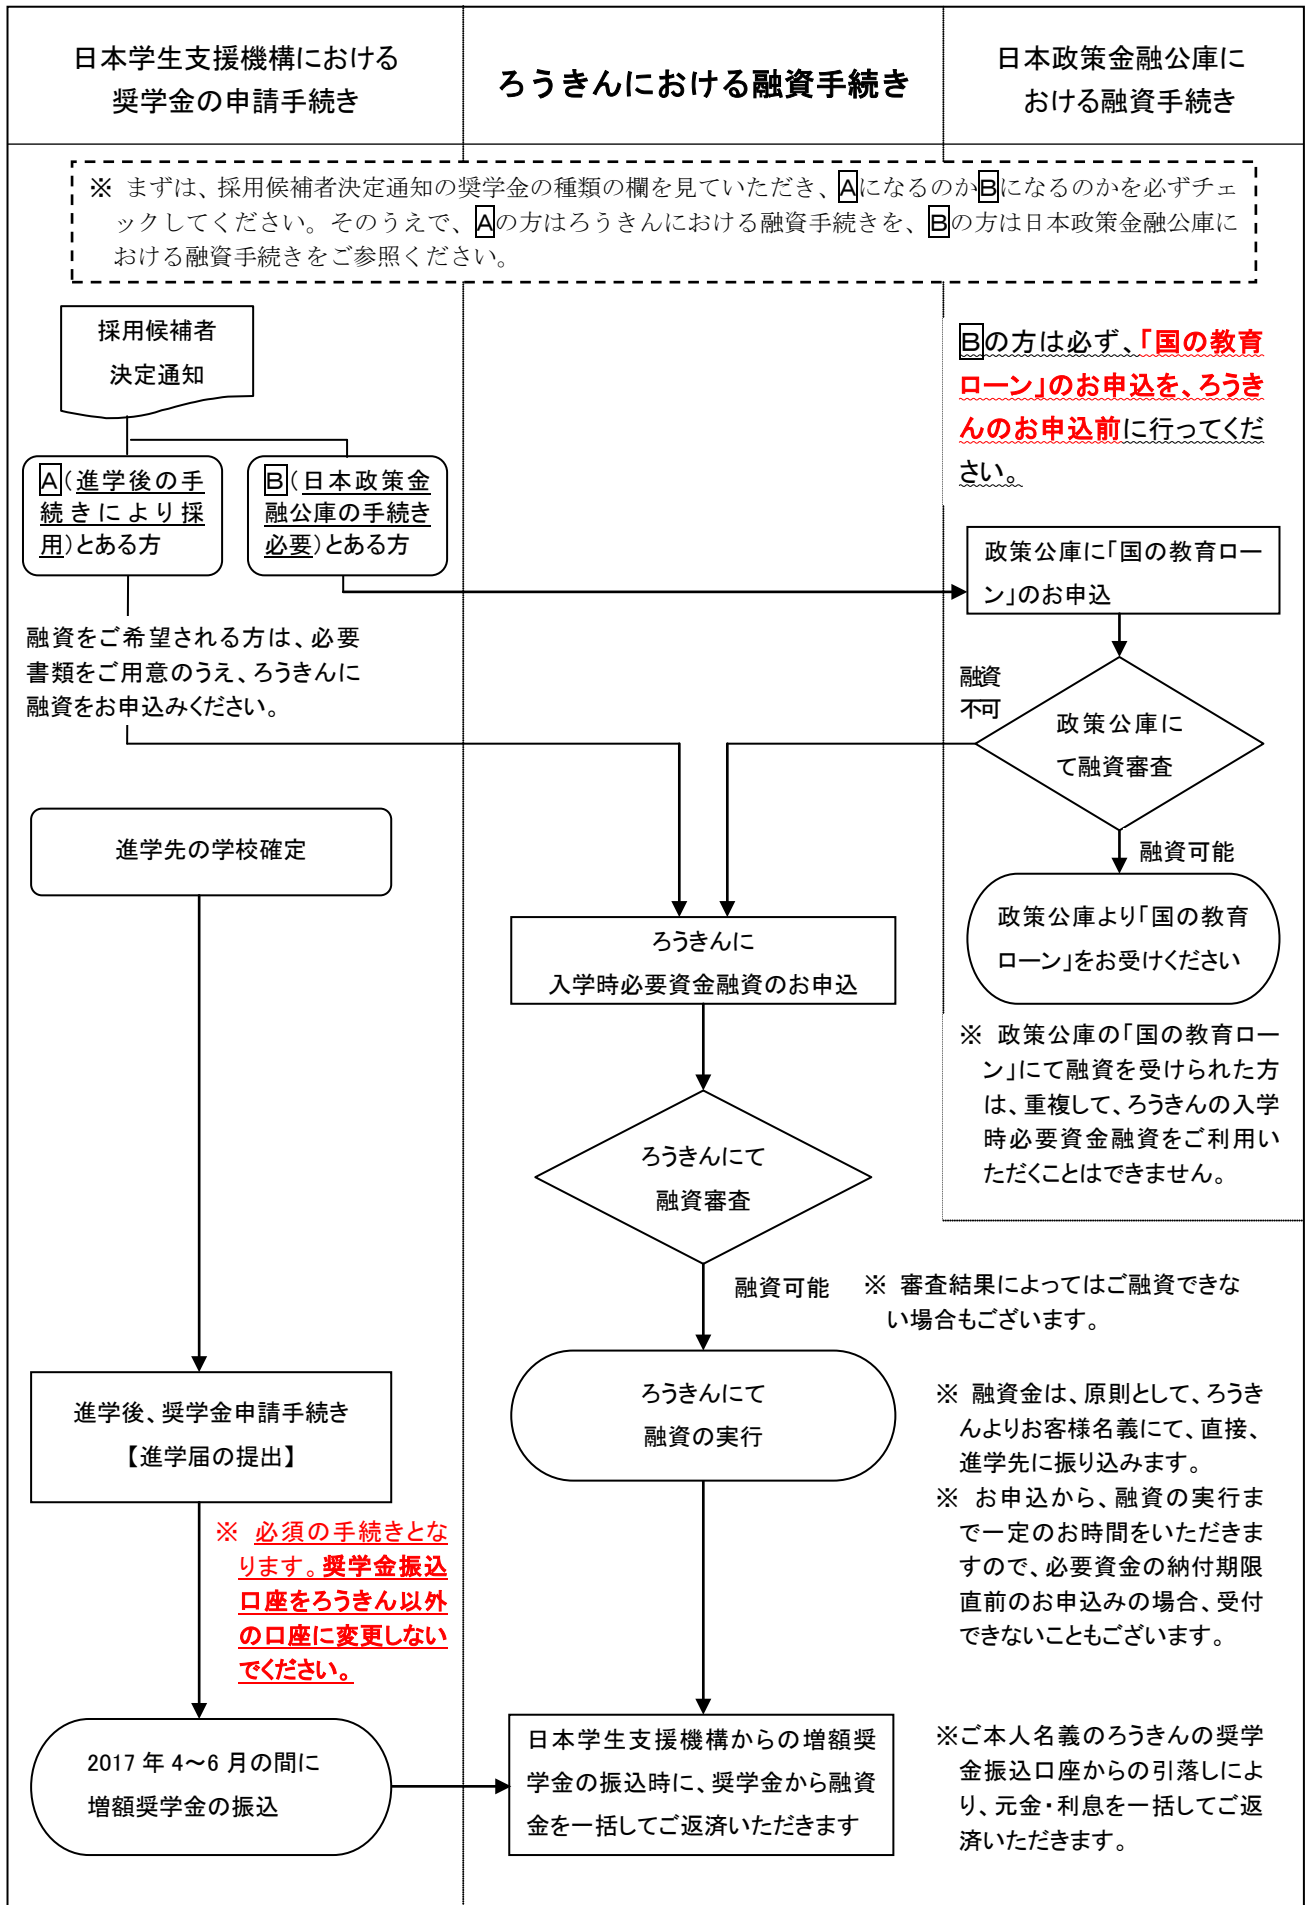 日本学生支援機構における
奨学金の申請手続き
ろうきんにおける融資手続き
日本政策金融公庫に
おける融資手続き
※ まずは、採用候補者決定通知の奨学金の種類の欄を見ていただき、AになるのかBになるのかを必ずチェ
ックしてください。そのうえで、Aの方はろうきんにおける融資手続きを、Bの方は日本政策金融公庫に
おける融資手続きをご参照ください。
採用候補者
決定通知
Bの方は必ず、「国の教育
ローン」のお申込を、ろうき
んのお申込前に行ってくだ
さい。
A(進学後の手
続きにより採
用)とある方
B(日本政策金
融公庫の手続き
必要)とある方
政策公庫に「国の教育ロー
ン」のお申込
融資をご希望される方は、必要
書類をご用意のうえ、ろうきんに
融資をお申込みください。
融資
不可
政策公庫に
て融資審査
融資可能
進学先の学校確定
政策公庫より「国の教育
ローン」をお受けください
ろうきんに
入学時必要資金融資のお申込
※ 政策公庫の「国の教育ロー
ン」にて融資を受けられた方
は、重複して、ろうきんの入学
時必要資金融資をご利用い
ただくことはできません。
ろうきんにて
融資審査
融資可能
※ 審査結果によってはご融資できな
い場合もございます。
進学後、奨学金申請手続き
【進学届の提出】
ろうきんにて
融資の実行
※ 融資金は、原則として、ろうき
んよりお客様名義にて、直接、
進学先に振り込みます。
※ お申込から、融資の実行ま
で一定のお時間をいただきま
すので、必要資金の納付期限
直前のお申込みの場合、受付
できないこともございます。
※ 必須の手続きとな
ります。奨学金振込
口座をろうきん以外
の口座に変更しない
でください。
2017 年 4～6 月の間に
増額奨学金の振込
日本学生支援機構からの増額奨
学金の振込時に、奨学金から融資
金を一括してご返済いただきます
※ご本人名義のろうきんの奨学
金振込口座からの引落しによ
り、元金・利息を一括してご返
済いただきます。